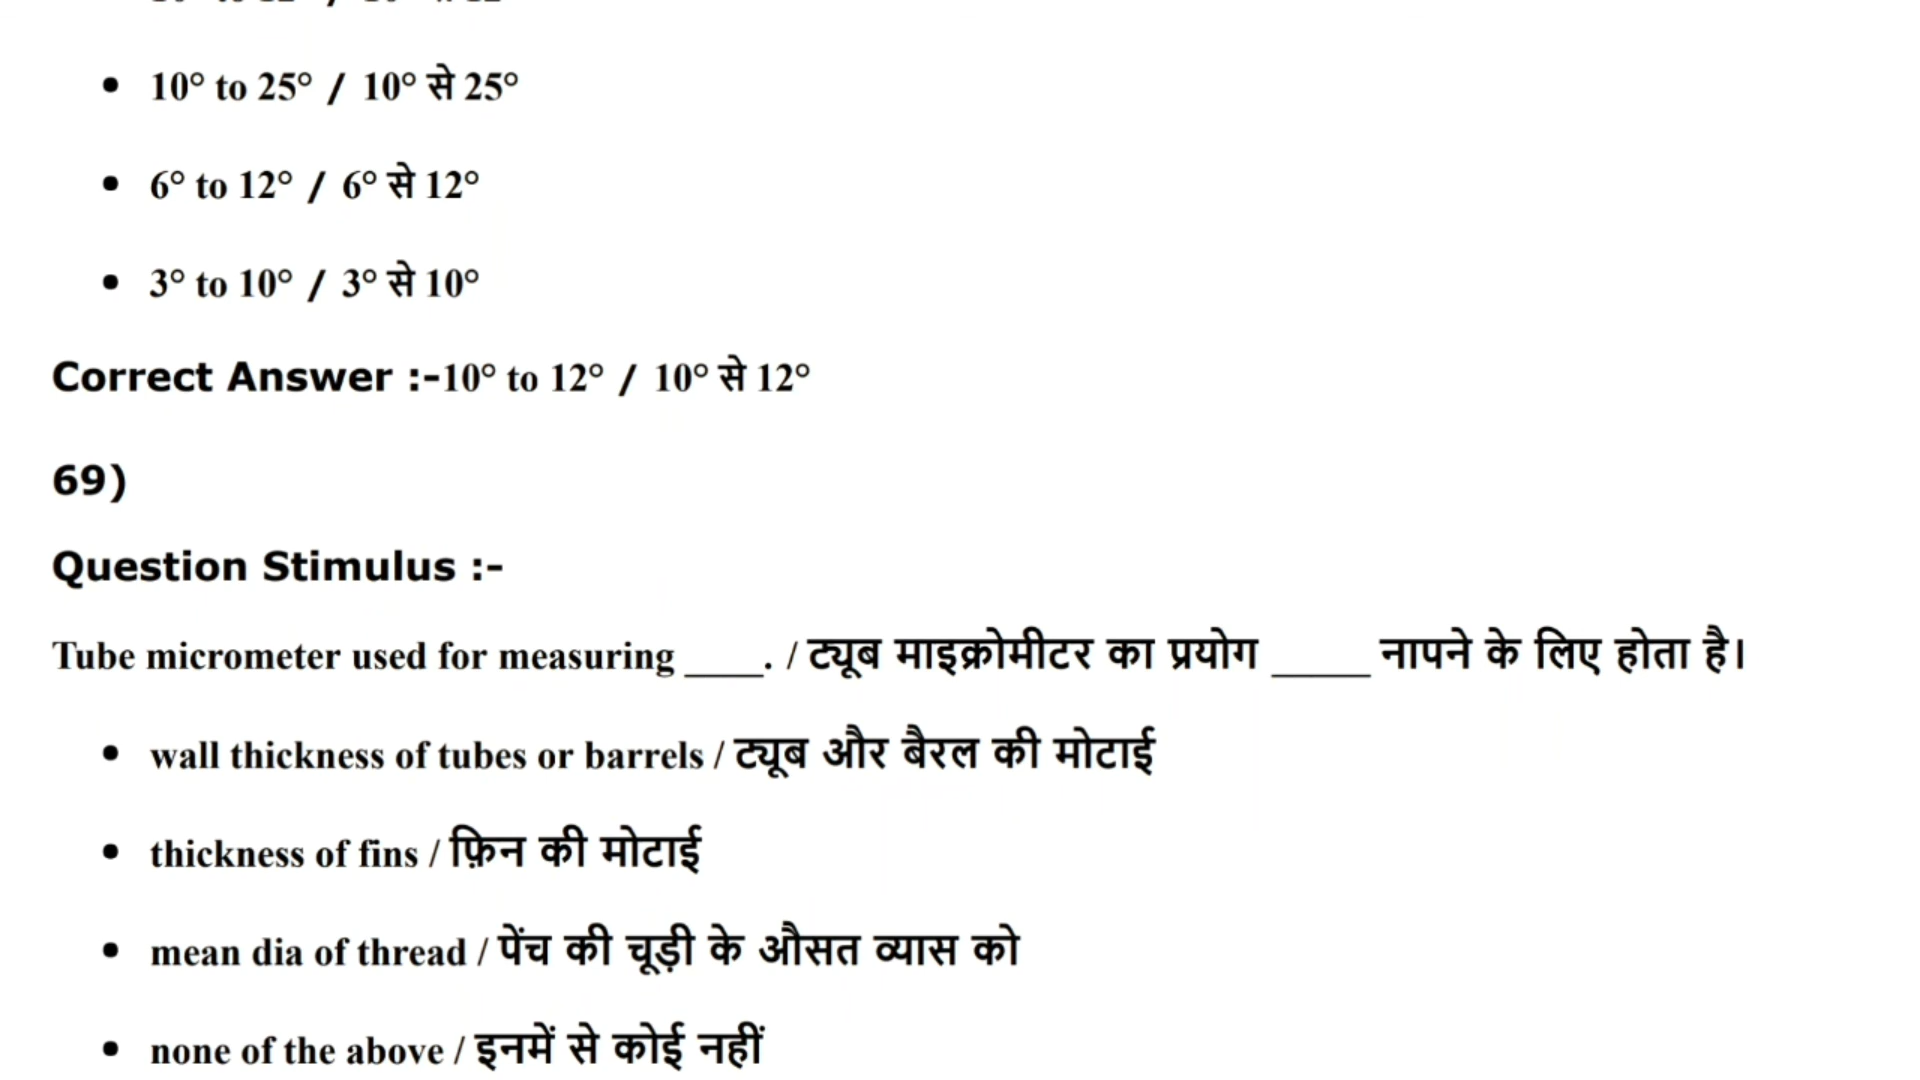 • 10° to 25° / 10° से 25°
• 6° to 12° / 6° से 12°
• 3° to 10° / 3° से 10°
Correct Answer :-10° to 12° / 10° से 12°
69)
Question Stimulus :-
Tube micrometer used for measuring ____. / ट्यूब माइक्रोमीटर का प्रयोग _____ नापने के लिए होता है।
• wall thickness of tubes or barrels / ट्यूब और बैरल की मोटाई
• thickness of fins / फ़िन की मोटाई
• mean dia of thread / पेंच की चूड़ी के औसत व्यास को
• none of the above / इनमें से कोई नहीं